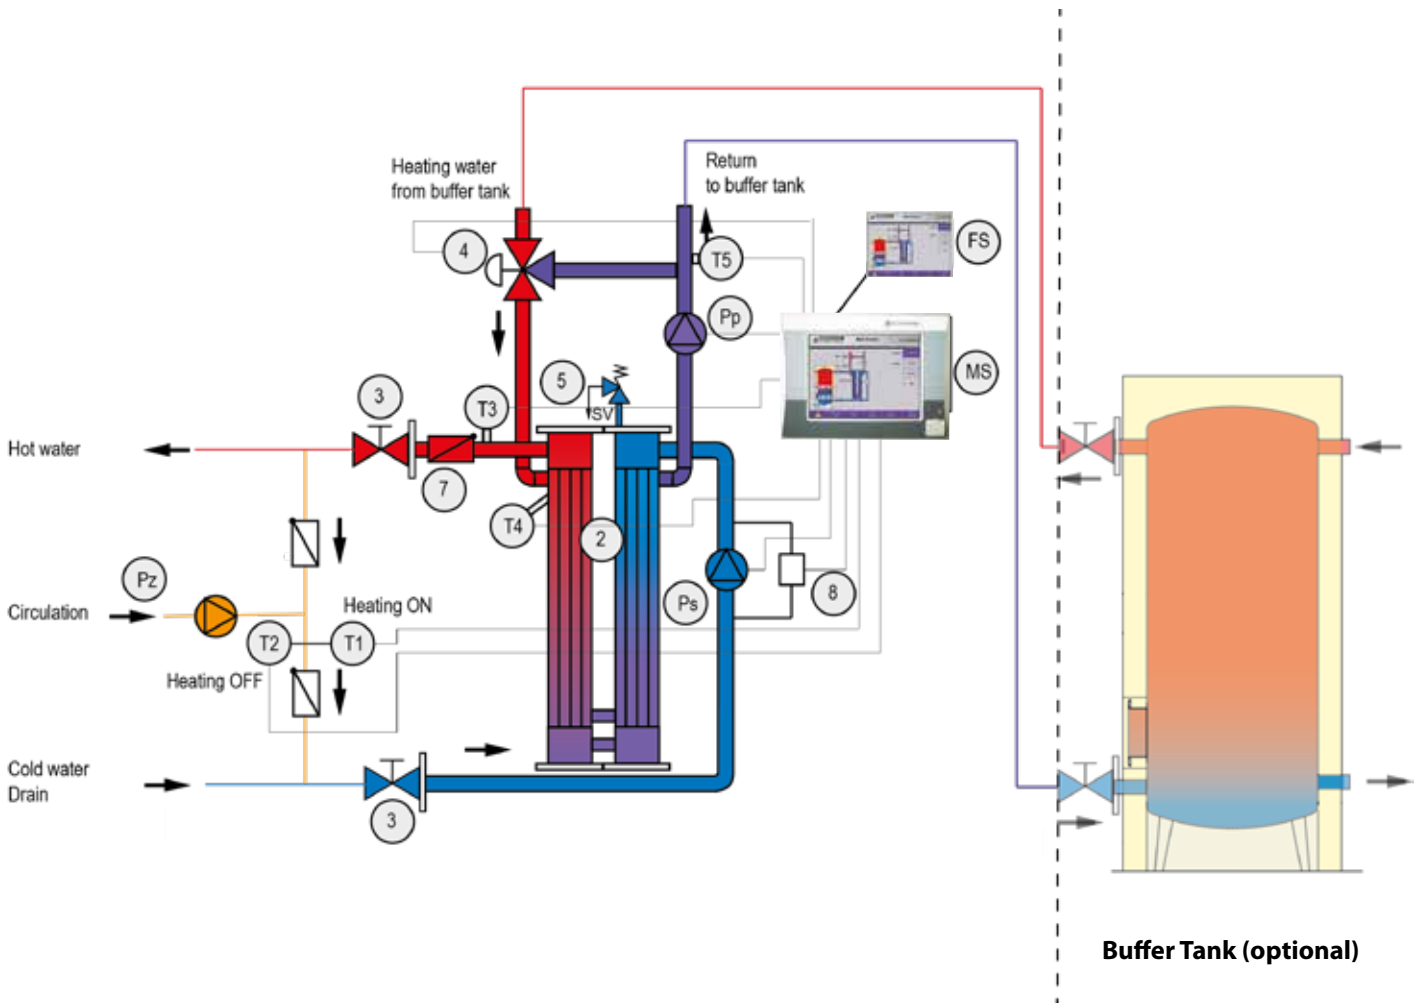 Heating water
from buffer tank
Return
to buffer tank
4
T5
FS
Pp
MS
5
SV
3
T3
Hot water
7
T4
2
Pz
8
Ps
Circulation
Heating ON
T2
T1
Heating OFF
Cold water
Drain
3
Buffer Tank (optional)